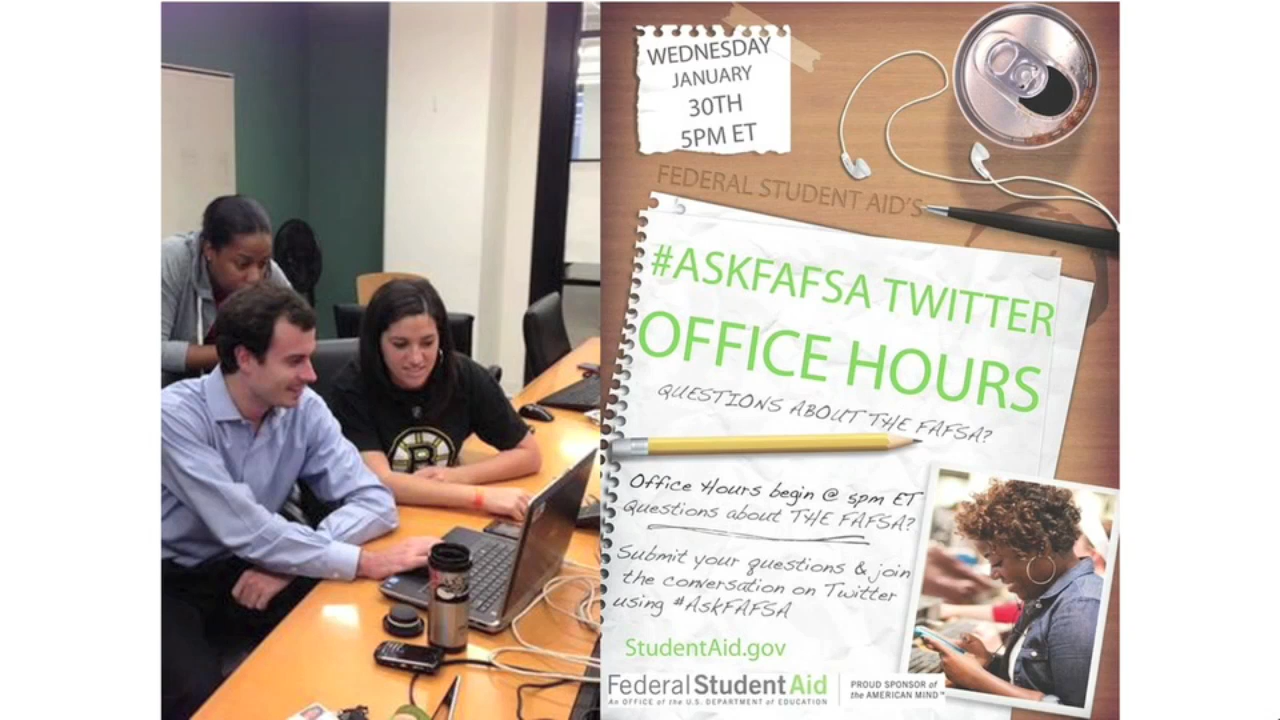 WEDNESDAY
JANUARY
30TH
5PM ET
FEDERAL STUDENT AID'S
#ASKFAFSA TWITTER
OFFICE HOURS
QUESTIONS ABOUT THE FAFSA?
Office Hours begin @ 5pm ET
Questions about THE FAFSA?
Submit your questions & join
the conversation on Twitter
using #AskFAFSA
StudentAid.gov
Federal Student Aid
An OFFICE of the U.S. DEPARTMENT of EDUCATION
PROUD SPONSOR of
the AMERICAN MIND™
B